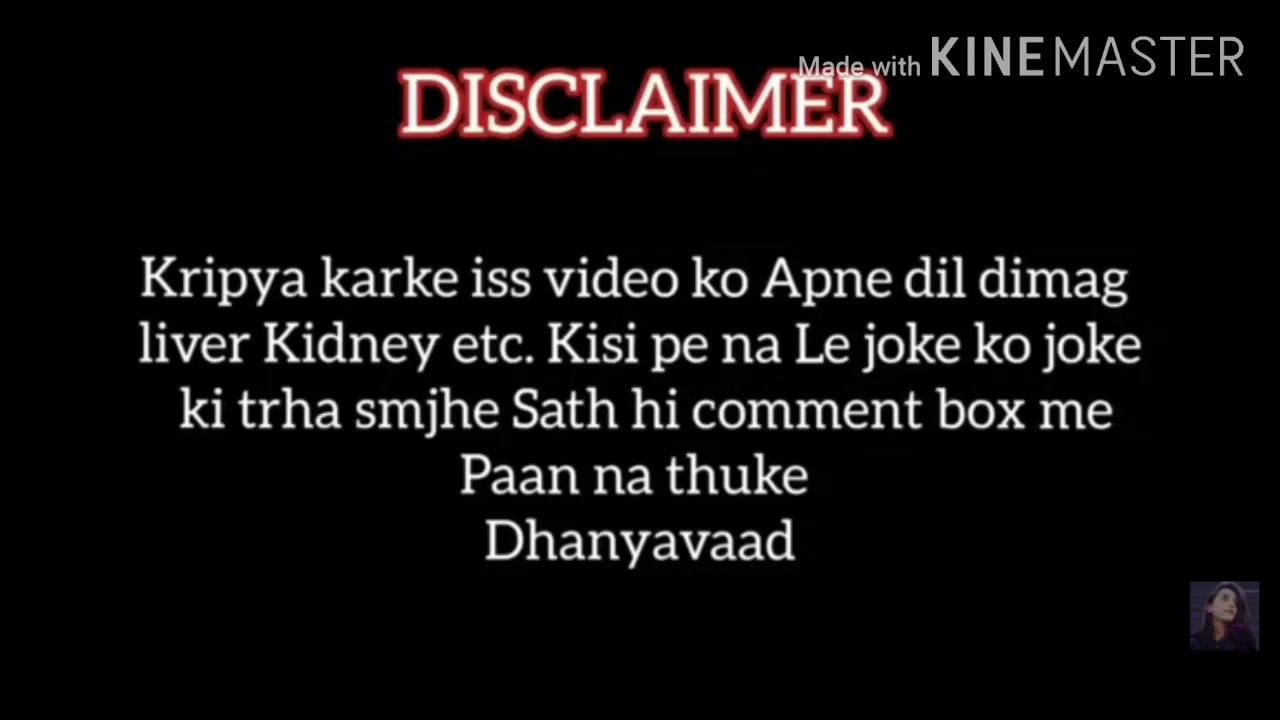 Made with KINEMASTER
DISCLAIMER
Kripya karke iss video ko Apne dil dimag
liver Kidney etc. Kisi pe na Le joke ko joke
ki trha smjhe Sath hi comment box me
Paan na thuke
Dhanyavaad